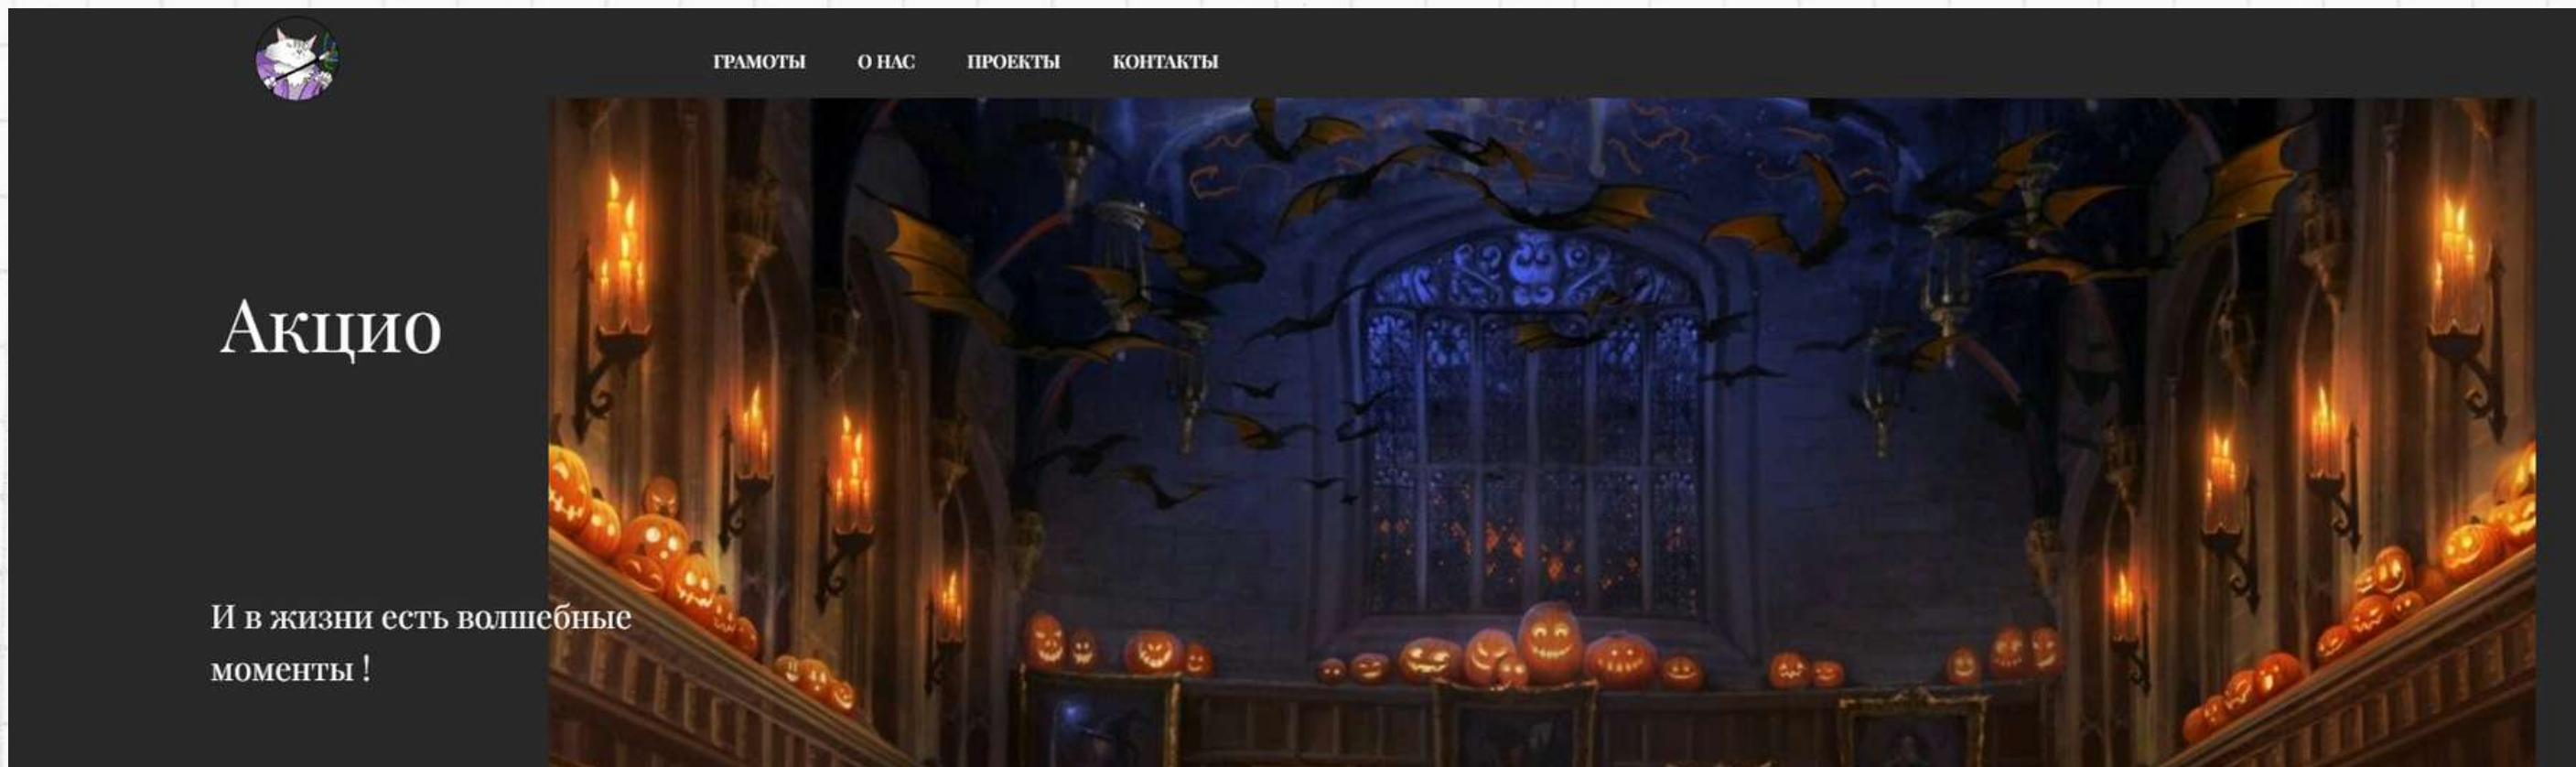 ГРАМОТЫ О НАС ПРОЕКТЫ КОНТАКТЫ
Акцио
И в жизни есть волшебные
моменты !